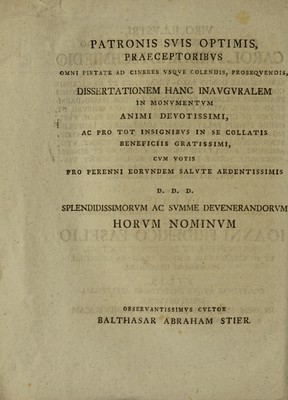 PATRONIS SVIS OPTIMIS,
PRAECEPTORIBVS
OMNI PIETATE AD CINERES VSQVE COLENDIS, PROSEQVENDIS,
DISSERTATIONEM HANC INAVGVRALEM
IN MONVMENTVM
ANIMI DEVOTISSIMI,
AC PRO TOT INSIGNIBVS IN SE COLLATIS
BENEFICIIS GRATISSIMI,
CVM VOTIS
PRO PERENNI EORVNDEM SALVTE ARDENTISSIMIS
D. D. D.
SPLENDIDISSIMORVM AC SVMME DEVENERANDORVM
HORVM NOMINVM
OBSERVANTISSIMVS CVLTOR
BALTHASAR ABRAHAM STIER.